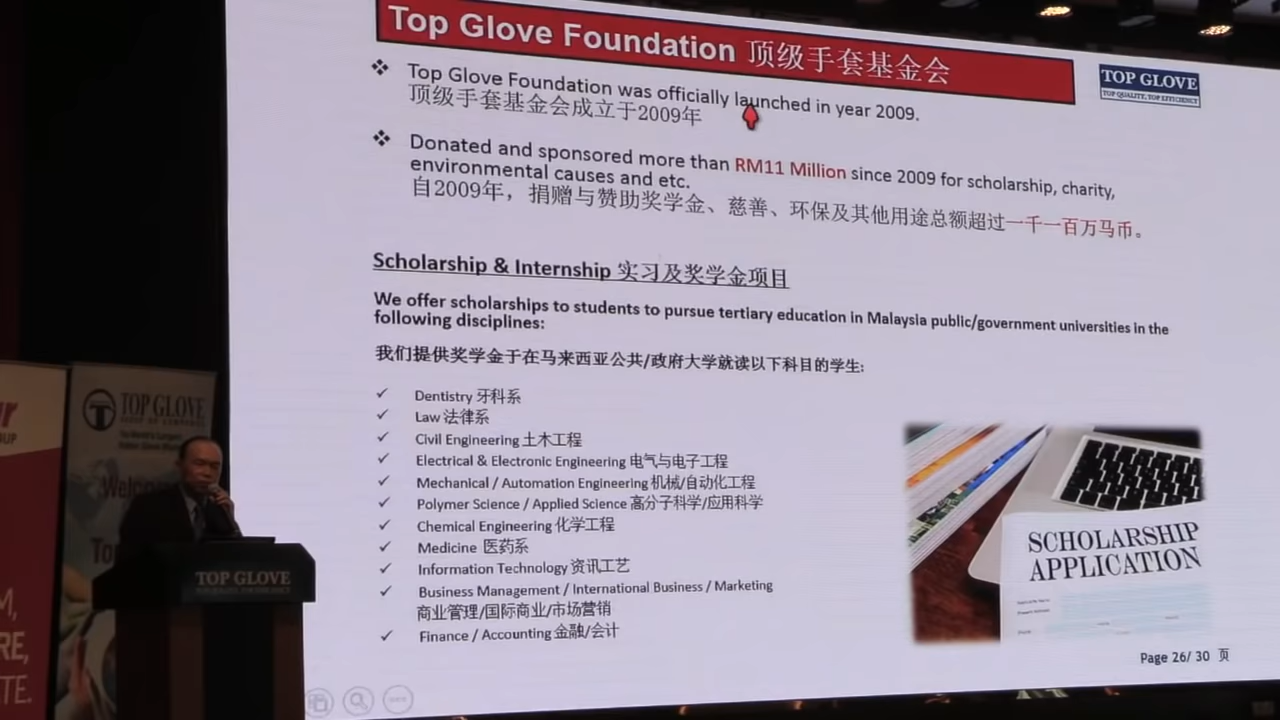 Top Glove Foundation 顶级手套基金会
TOP GLOVE
TOP QUALITY, TOP EFFICIENCY
Top Glove Foundation was officially launched in year 2009.
顶级手套基金会成立于2009年
Donated and sponsored more than RM11 Million since 2009 for scholarship, charity,
environmental causes and etc.
自2009年，捐赠与赞助奖学金、慈善、环保及其他用途总额超过一千一百万马币。
Scholarship & Internship 实习及奖学金项目
We offer scholarships to students to pursue tertiary education in Malaysia public/government universities in the
following disciplines:
我们提供奖学金于在马来西亚公共/政府大学就读以下科目的学生:
✓ Dentistry 牙科系
✓ Law 法律系
✓ Civil Engineering 土木工程
✓ Electrical & Electronic Engineering 电气与电子工程
✓ Mechanical / Automation Engineering 机械/自动化工程
✓ Polymer Science / Applied Science 高分子科学/应用科学
✓ Chemical Engineering 化学工程
✓ Medicine 医药系
✓ Information Technology 资讯工艺
✓ Business Management / International Business / Marketing
商业管理/国际商业/市场营销
✓ Finance / Accounting 金融/会计
SCHOLARSHIP
APPLICATION
Page 26/ 30 页
TOP GLOVE
Welcome
To
TOP GLOVE